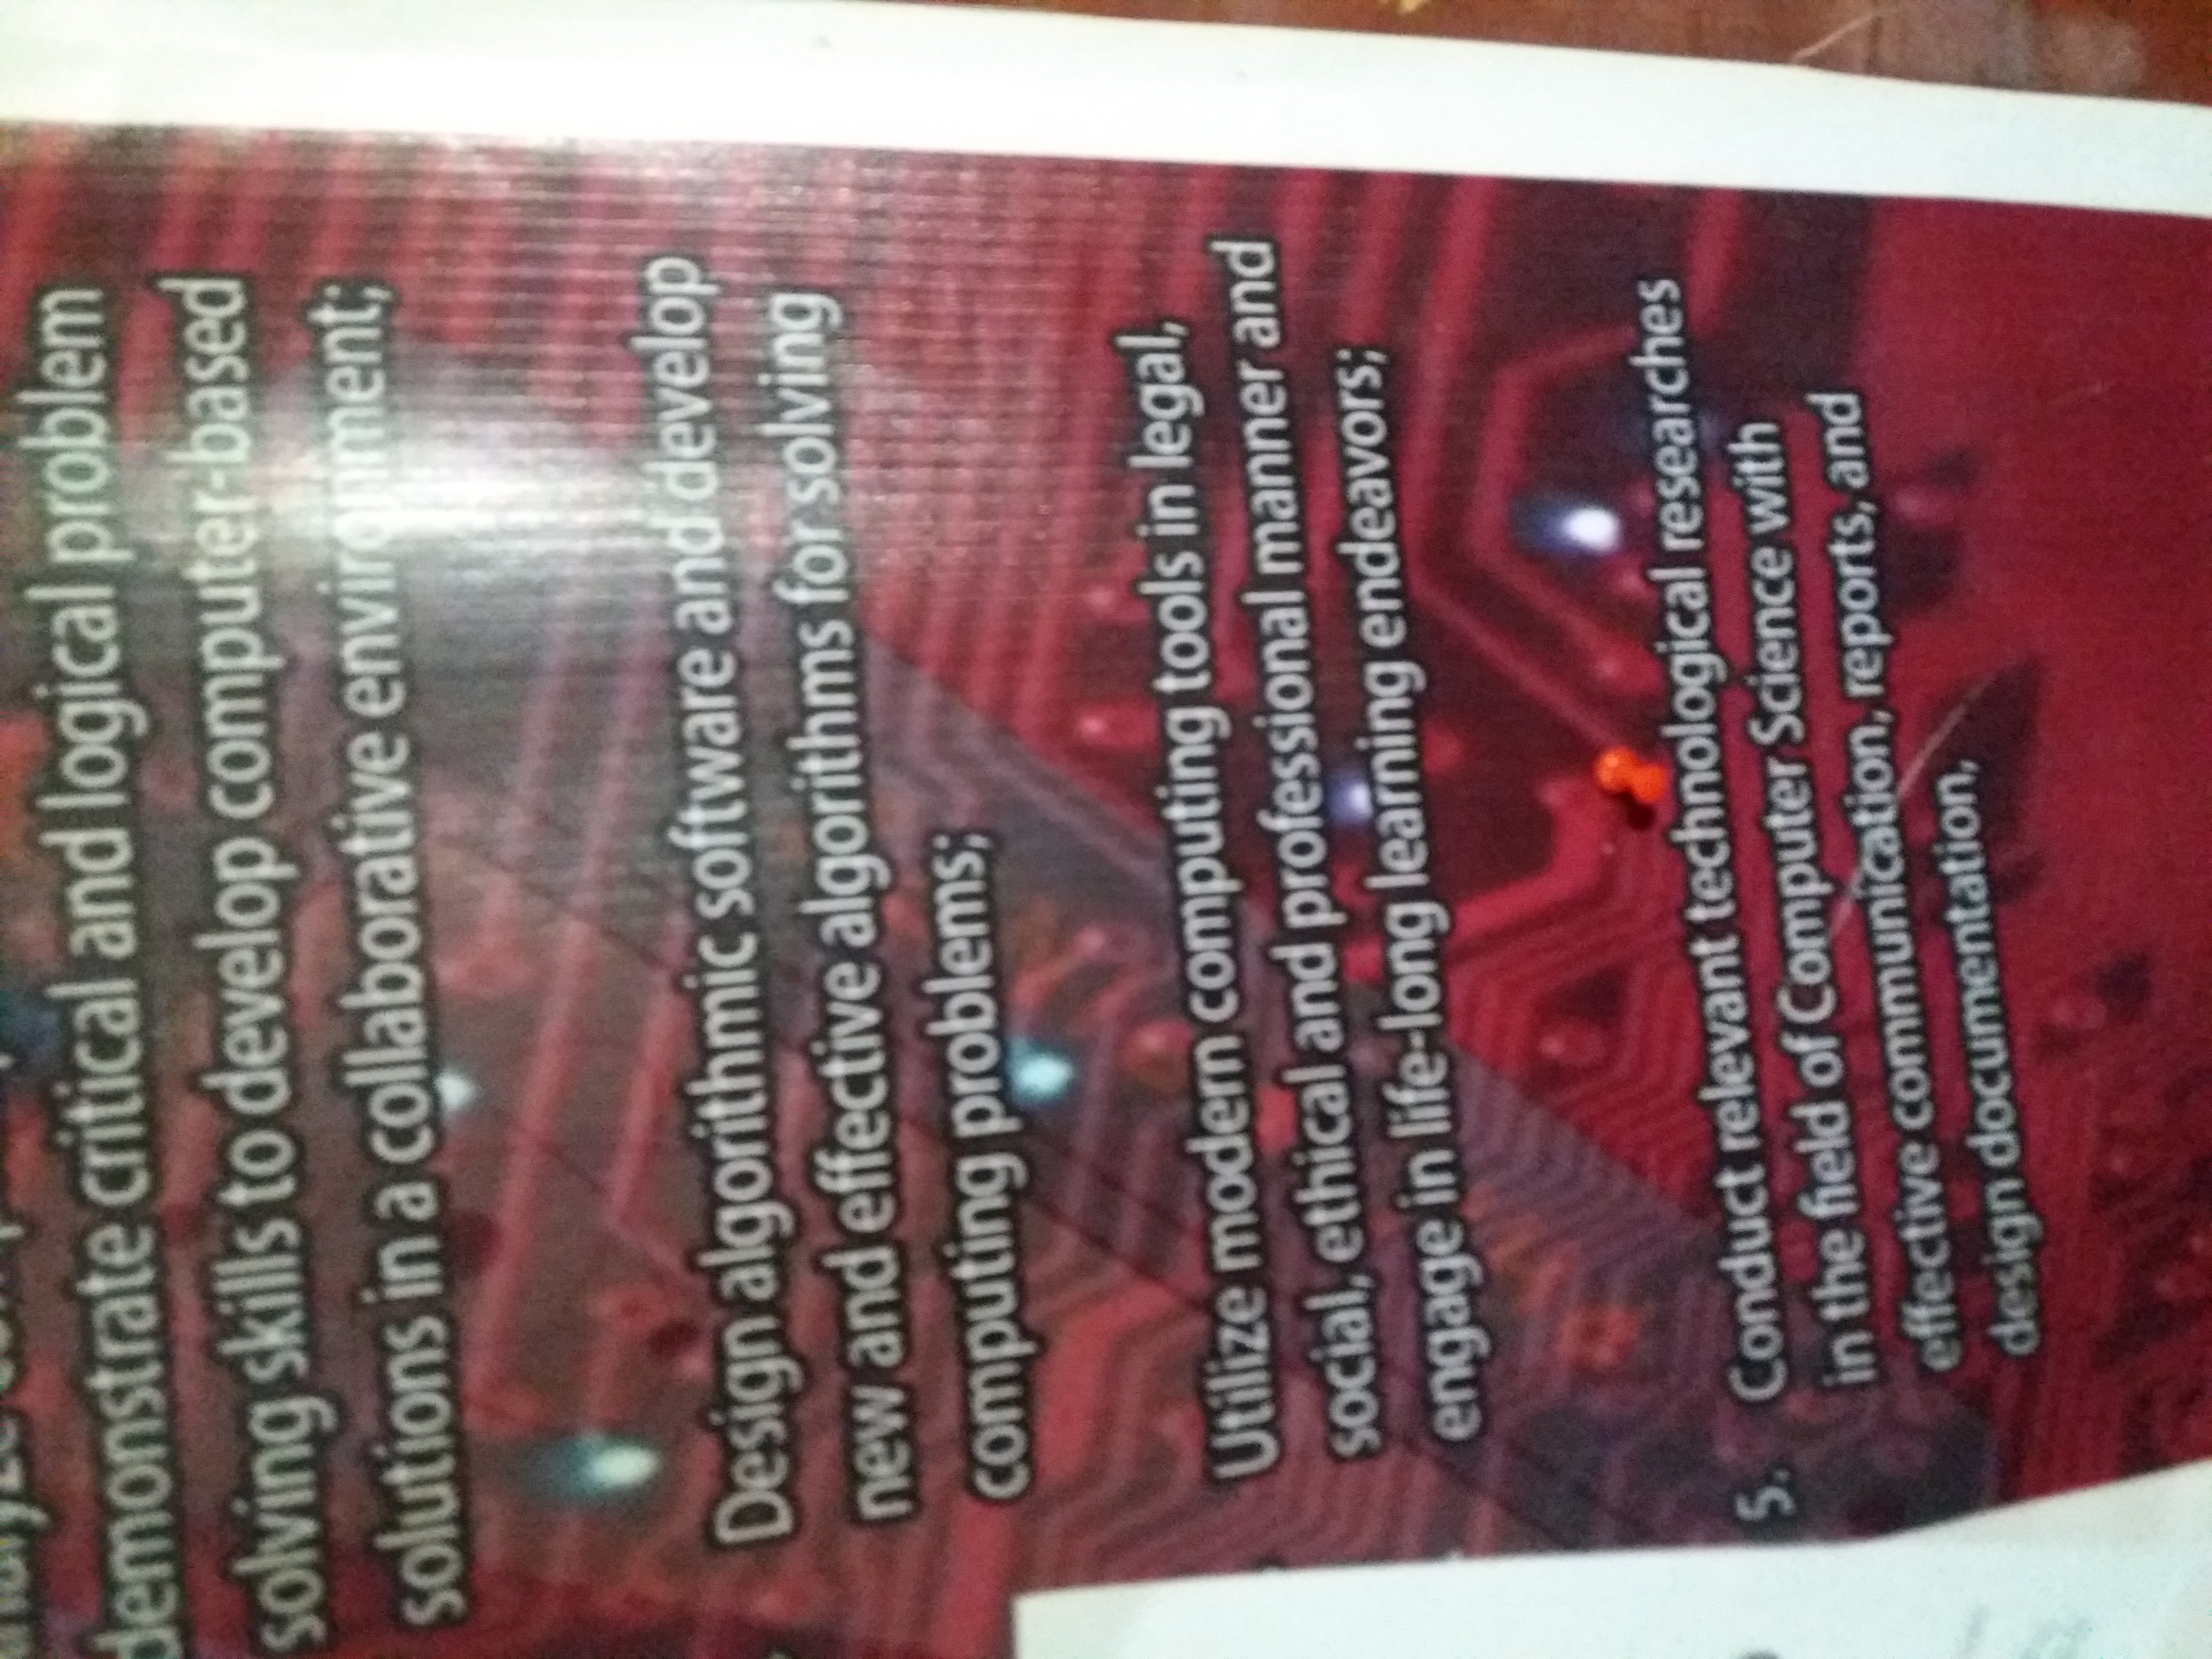 demonstrate critical and logical problem
solving skills to develop computer-based
solutions in a collaborative environment;
Design algorithmic software and develop
new and effective algorithms for solving
computing problems;
Utilize modern computing tools in legal,
social, ethical and professional manner and
engage in life-long learning endeavors;
5. Conduct relevant technological researches
in the field of Computer Science with
effective communication, reports, and
design documentation,